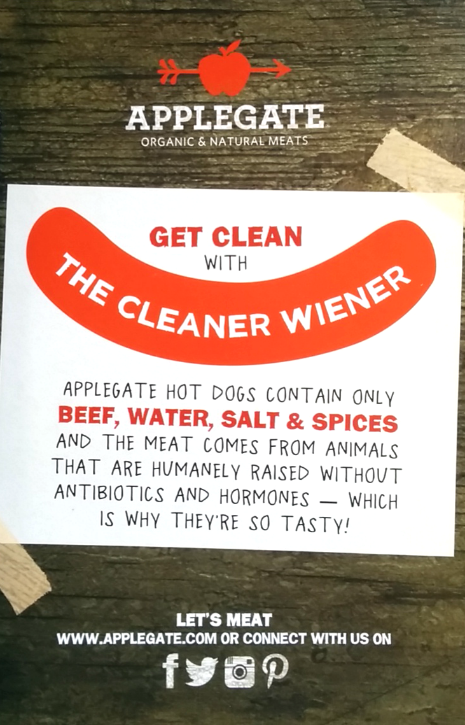 APPLEGATE
ORGANIC & NATURAL MEATS
GET CLEAN
WITH
THE CLEANER WIENER
APPLEGATE HOT DOGS CONTAIN ONLY
BEEF, WATER, SALT & SPICES
AND THE MEAT COMES FROM ANIMALS
THAT ARE HUMANELY RAISED WITHOUT
ANTIBIOTICS AND HORMONES — WHICH
IS WHY THEY'RE SO TASTY!
LET'S MEAT
WWW.APPLEGATE.COM OR CONNECT WITH US ON